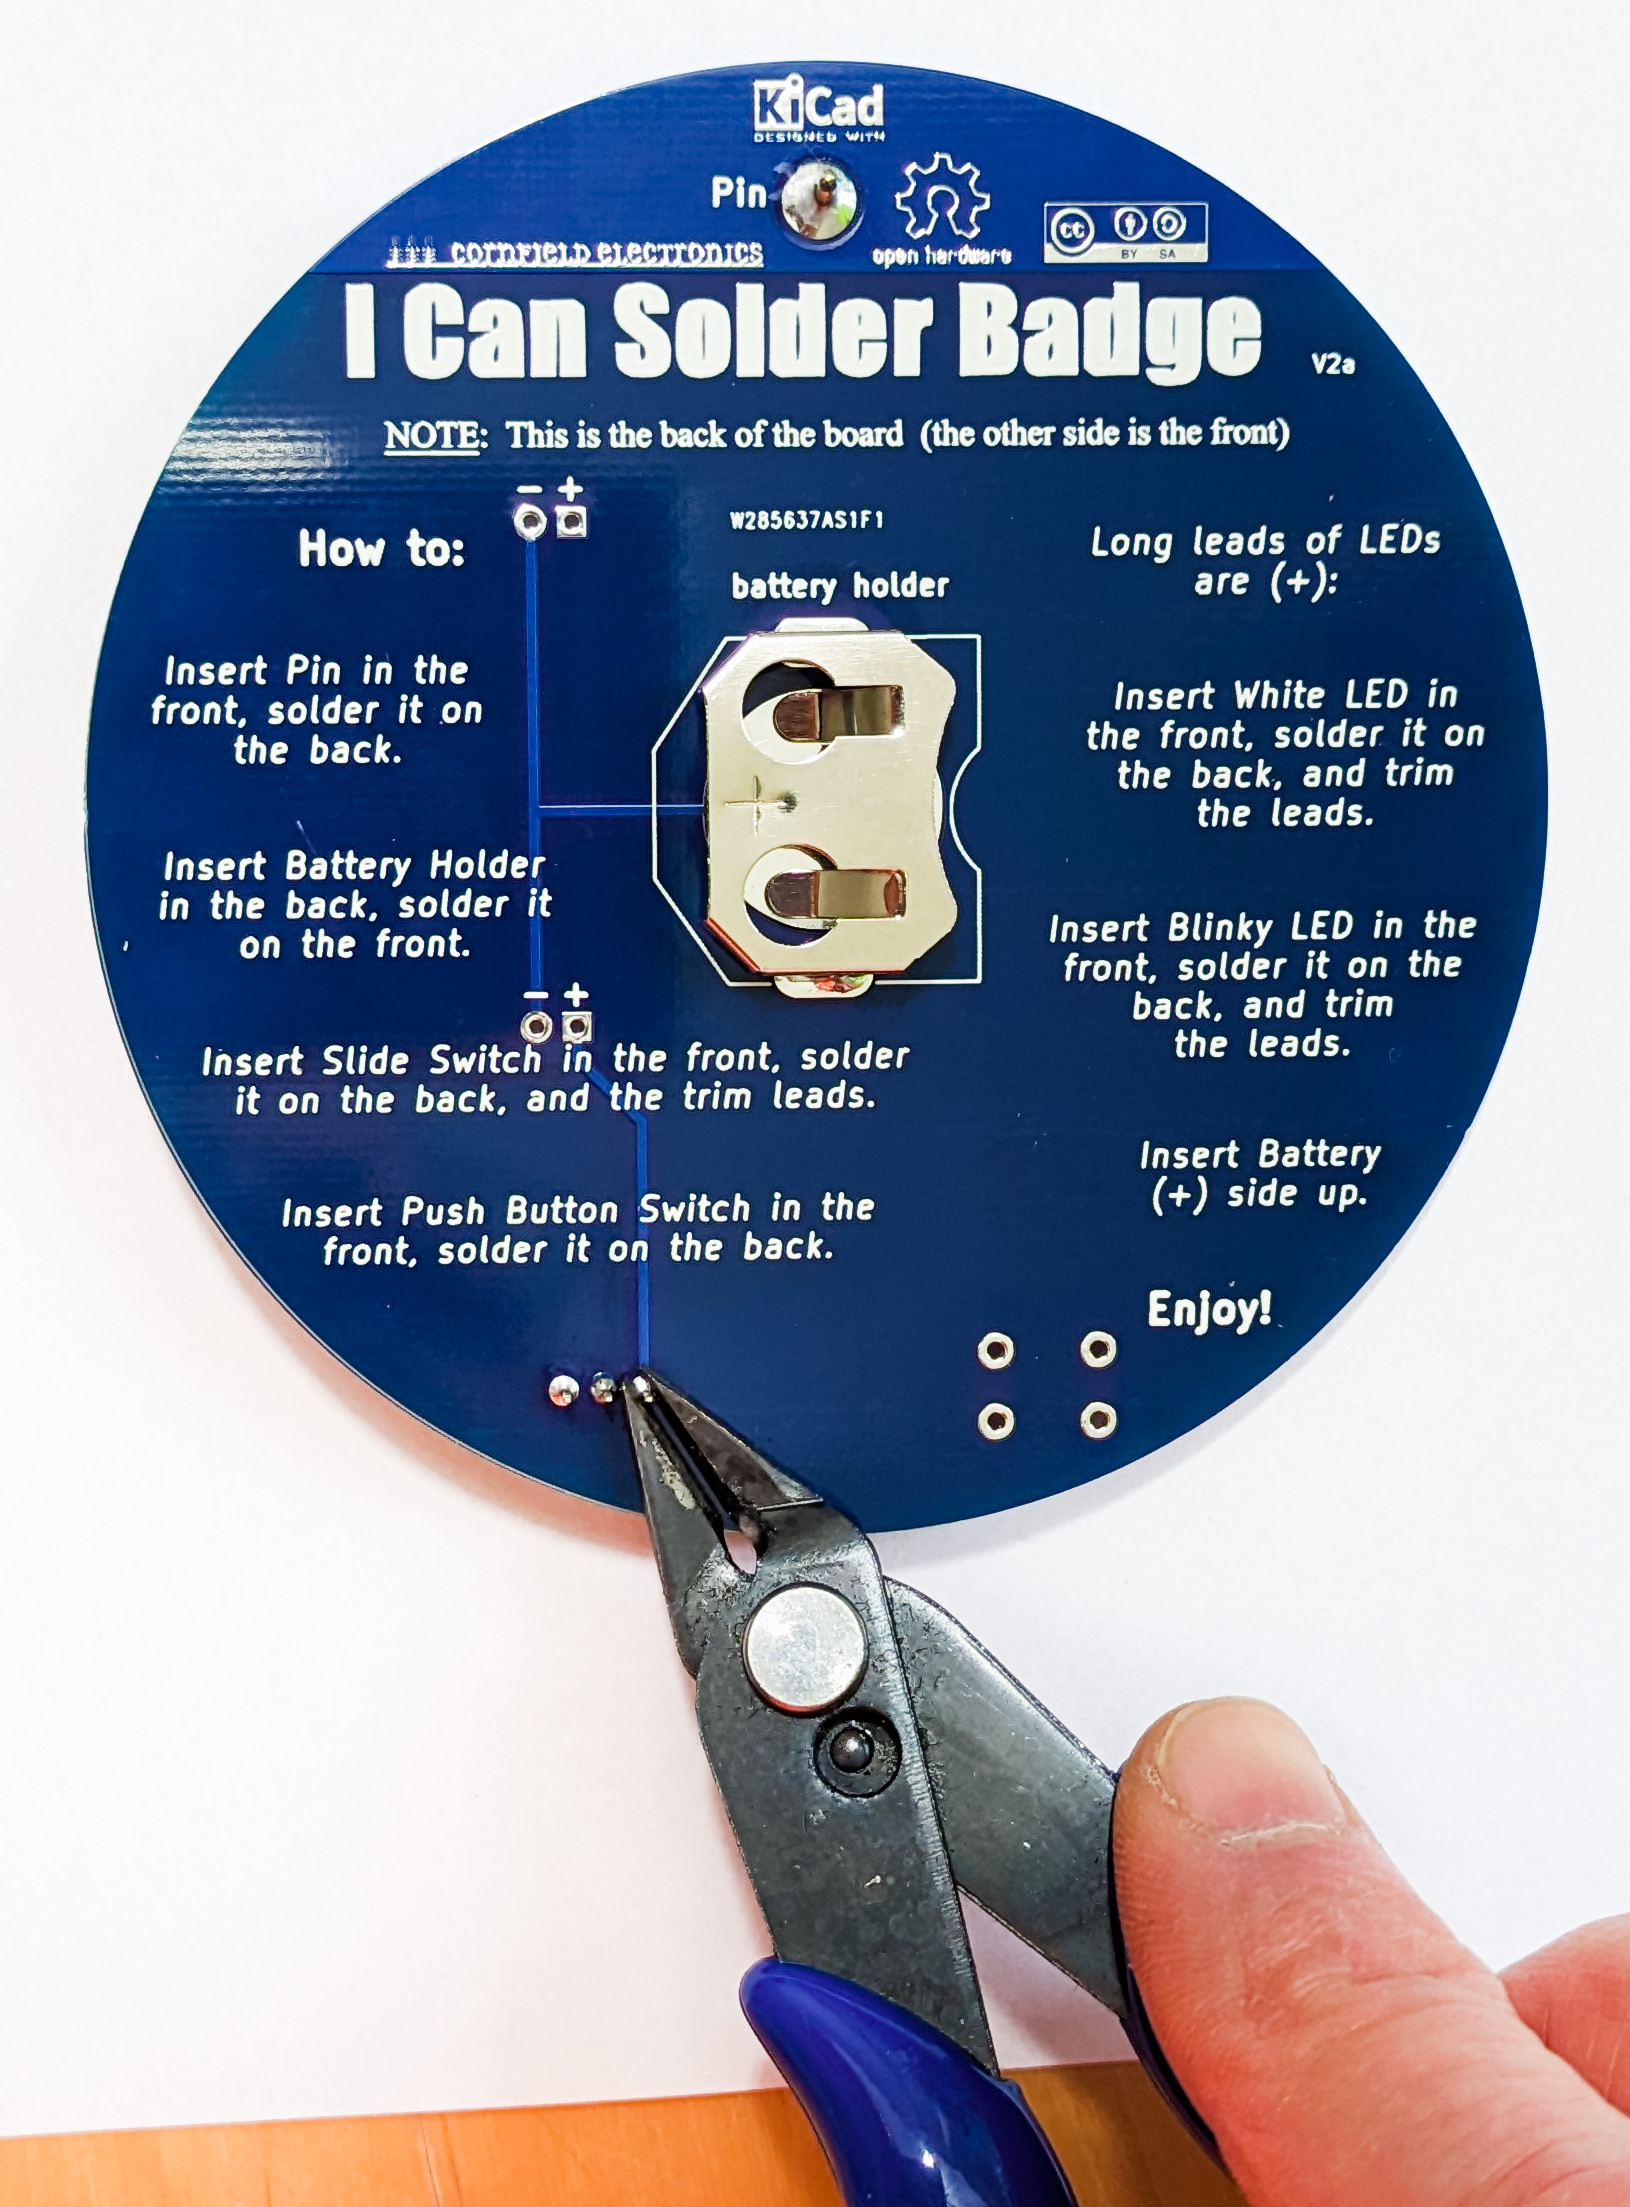 KiCad
DESIGNED WITH
Pin
CORNFIELD ELECTRONICS
open hardware
cc
BY SA
I Can Solder Badge
V2a
NOTE: This is the back of the board (the other side is the front)
- +
How to:
W285637AS1F1
battery holder
Insert Pin in the
front, solder it on
the back.
Insert Battery Holder
in the back, solder it
on the front.
+
- +
Insert Slide Switch in the front, solder
it on the back, and the trim leads.
Insert Push Button Switch in the
front, solder it on the back.
Long leads of LEDs
are (+):
Insert White LED in
the front, solder it on
the back, and trim
the leads.
Insert Blinky LED in the
front, solder it on the
back, and trim
the leads.
Insert Battery
(+) side up.
Enjoy!